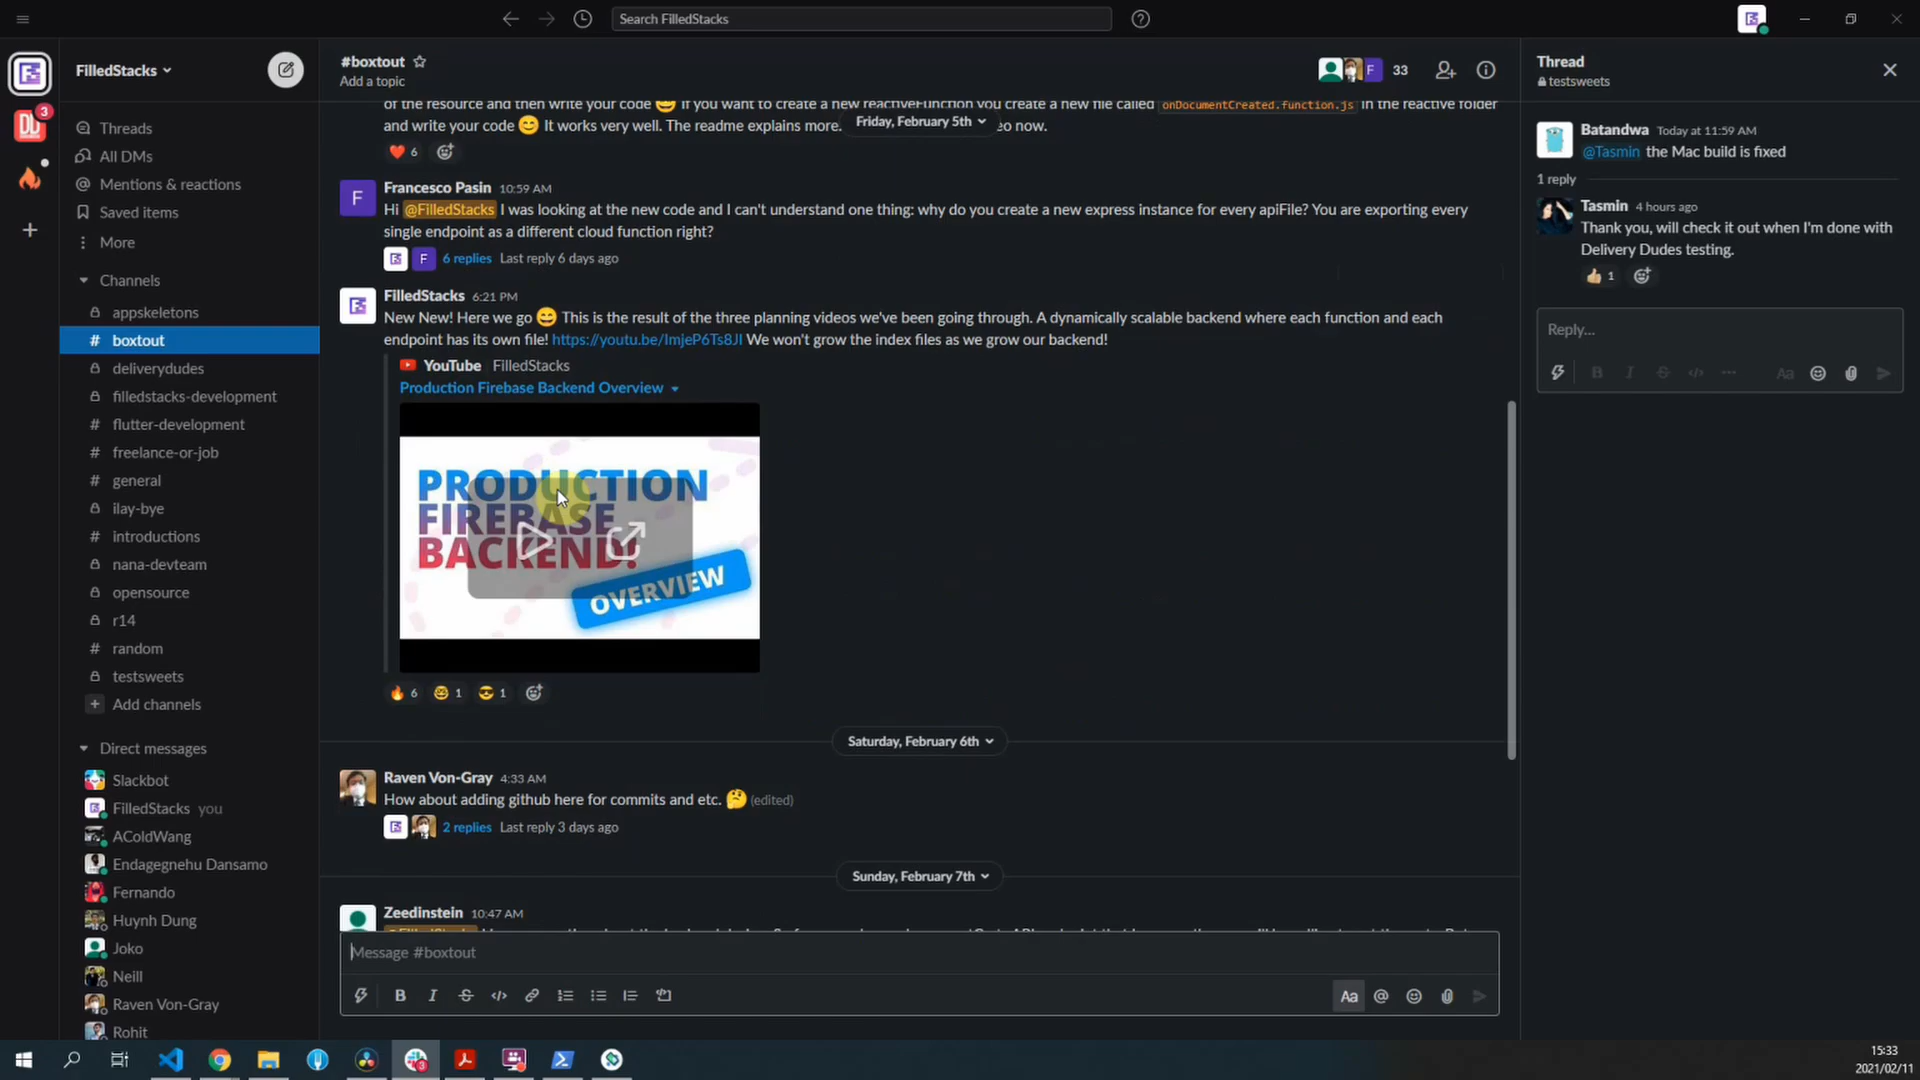 Search FilledStacks
FilledStacks
3
Threads
All DMs
Mentions & reactions
Saved items
More
Channels
appskeletons
boxtout
deliverydudes
filledstacks-development
flutter-development
freelance-or-job
general
ilay-bye
introductions
nana-devteam
opensource
r14
random
testsweets
Add channels
Direct messages
Slackbot
FilledStacks you
AColdWang
Endagegnehu Dansamo
Fernando
Huynh Dung
Joko
Neill
Raven Von-Gray
Rohit
#boxtout
Add a topic
33
of the resource and then write your code 😄 If you want to create a new reactiveFunction you create a new file called onDocumentCreated.function.js in the reactive folder
and write your code 😊 It works very well. The readme explains more. eo now.
Friday, February 5th
❤️ 6
Francesco Pasin 10:59 AM
Hi @FilledStacks I was looking at the new code and I can't understand one thing: why do you create a new express instance for every apiFile? You are exporting every
single endpoint as a different cloud function right?
6 replies Last reply 6 days ago
FilledStacks 6:21 PM
New New! Here we go 😄 This is the result of the three planning videos we've been going through. A dynamically scalable backend where each function and each
endpoint has its own file! https://youtu.be/ImjeP6Ts8JI We won't grow the index files as we grow our backend!
YouTube FilledStacks
Production Firebase Backend Overview
PRODUCTION
FIREBASE
BACKEND!
OVERVIEW
🔥 6 🤓 1 😎 1
Saturday, February 6th
Raven Von-Gray 4:33 AM
How about adding github here for commits and etc. 🤔 (edited)
2 replies Last reply 3 days ago
Sunday, February 7th
Zeedinstein 10:47 AM
Message #boxtout
Thread
testsweets
Batandwa Today at 11:59 AM
@Tasmin the Mac build is fixed
1 reply
Tasmin 4 hours ago
Thank you, will check it out when I'm done with
Delivery Dudes testing.
👍 1
Reply...
15:33
2021/02/11